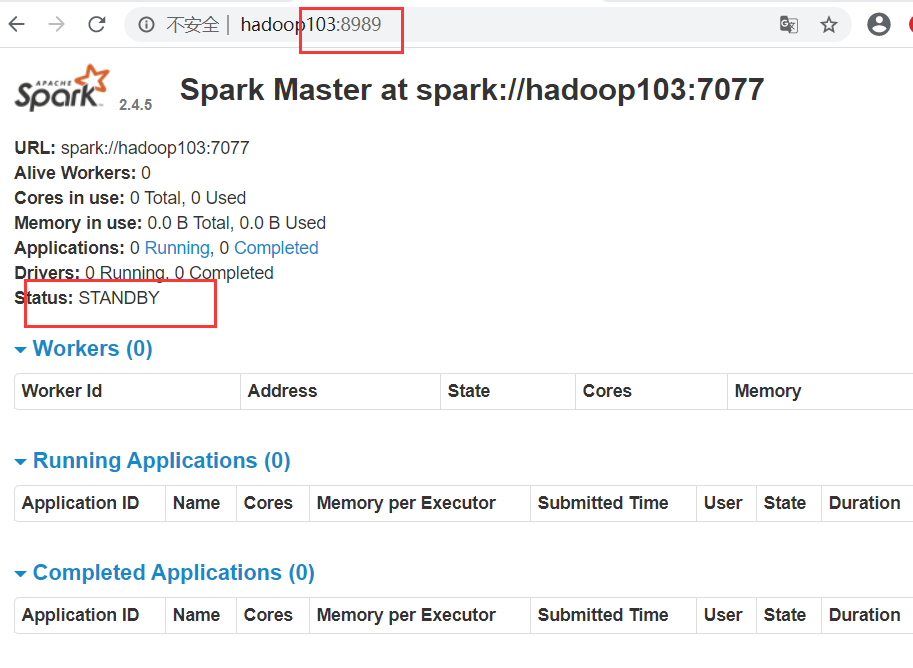 不安全 | hadoop103:8989
APACHE
Spark 2.4.5 Spark Master at spark://hadoop103:7077
URL: spark://hadoop103:7077
Alive Workers: 0
Cores in use: 0 Total, 0 Used
Memory in use: 0.0 B Total, 0.0 B Used
Applications: 0 Running, 0 Completed
Drivers: 0 Running, 0 Completed
Status: STANDBY
Workers (0)
Worker Id Address State Cores Memory
Running Applications (0)
Application ID Name Cores Memory per Executor Submitted Time User State Duration
Completed Applications (0)
Application ID Name Cores Memory per Executor Submitted Time User State Duration